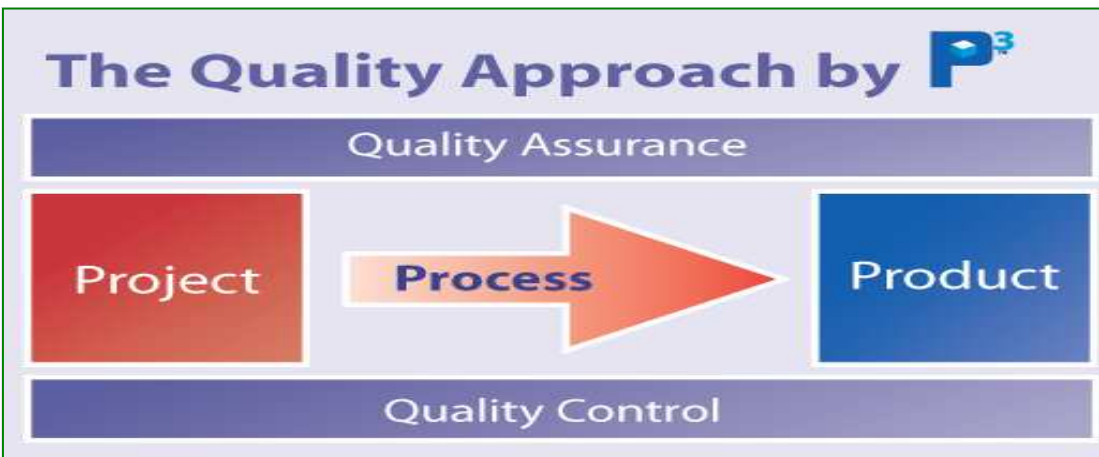 The Quality Approach by P³
Quality Assurance
Project
Process
Product
Quality Control